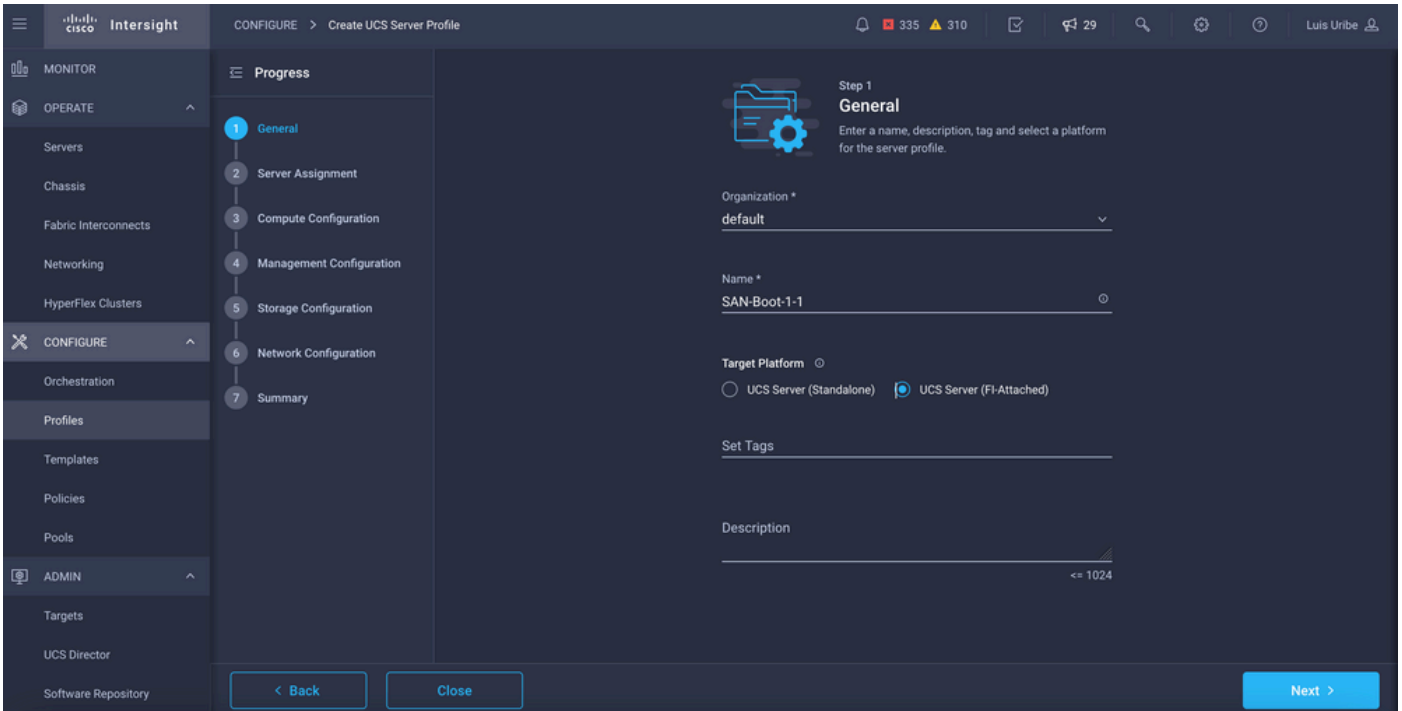 cisco Intersight
CONFIGURE > Create UCS Server Profile
335 310 29 Luis Uribe
MONITOR
OPERATE
Servers
Chassis
Fabric Interconnects
Networking
HyperFlex Clusters
CONFIGURE
Orchestration
Profiles
Templates
Policies
Pools
ADMIN
Targets
UCS Director
Software Repository
Progress
1 General
2 Server Assignment
3 Compute Configuration
4 Management Configuration
5 Storage Configuration
6 Network Configuration
7 Summary
Step 1
General
Enter a name, description, tag and select a platform
for the server profile.
Organization *
default
Name *
SAN-Boot-1-1
Target Platform
UCS Server (Standalone) UCS Server (FI-Attached)
Set Tags
Description
<= 1024
< Back Close Next >